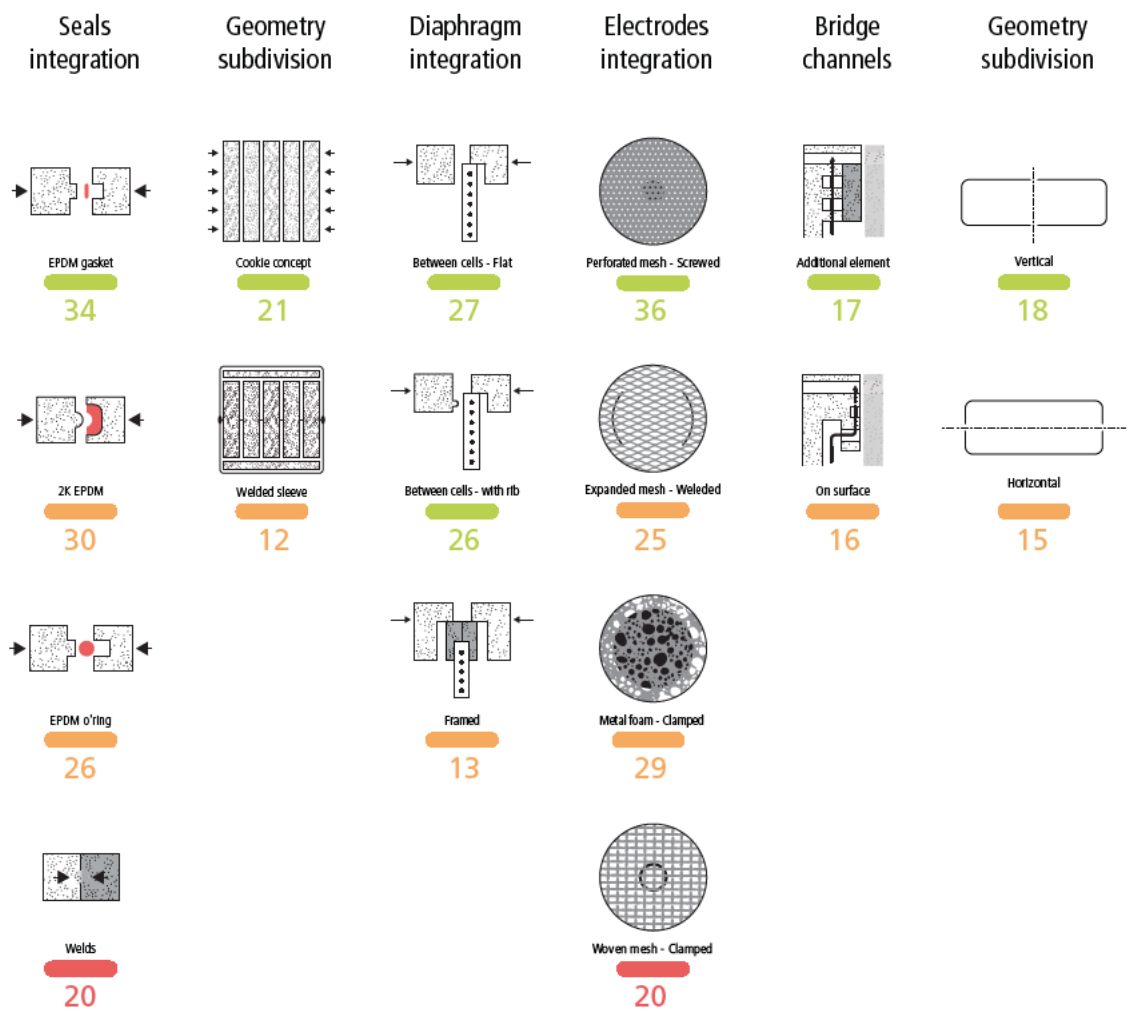 Seals
integration
Geometry
subdivision
Diaphragm
integration
Electrodes
integration
Bridge
channels
Geometry
subdivision
EPDM gasket
34
Cookie concept
21
Between cells - Flat
27
Perforated mesh - Screwed
36
Additional element
17
Vertical
18
2K EPDM
30
Welded sleeve
12
Between cells - with rib
26
Expanded mesh - Weleded
25
On surface
16
Horizontal
15
EPDM o'ring
26
Framed
13
Metal foam - Clamped
29
Welds
20
Woven mesh - Clamped
20